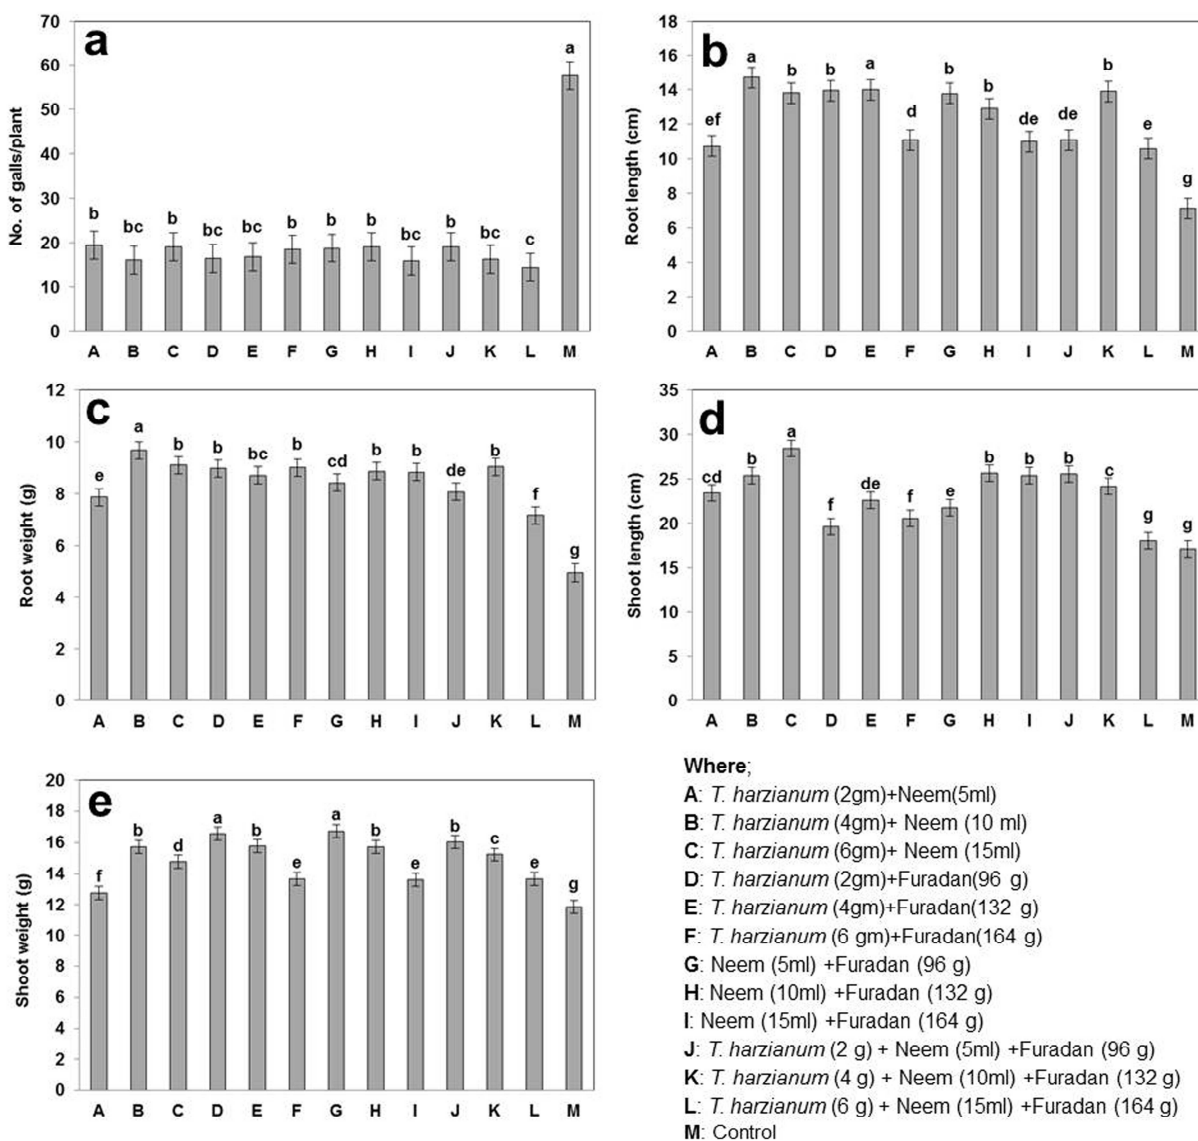 a
No. of galls/plant
70
60
50
40
30
20
10
0
b bc b bc bc b b b bc b bc c a
A B C D E F G H I J K L M
b
Root length (cm)
18
16
14
12
10
8
6
4
2
0
ef a b b a d b b de de b e g
A B C D E F G H I J K L M
c
Root weight (g)
12
10
8
6
4
2
0
e a b b bc b cd b b de b f g
A B C D E F G H I J K L M
d
Shoot length (cm)
35
30
25
20
15
10
5
0
cd b a f de f e b b b c g g
A B C D E F G H I J K L M
e
Shoot weight (g)
20
18
16
14
12
10
8
6
4
2
0
f b d a b e a b e b c e g
A B C D E F G H I J K L M
Where;
A: T. harzianum (2gm)+Neem(5ml)
B: T. harzianum (4gm)+ Neem (10 ml)
C: T. harzianum (6gm)+ Neem (15ml)
D: T. harzianum (2gm)+Furadan(96 g)
E: T. harzianum (4gm)+Furadan(132 g)
F: T. harzianum (6 gm)+Furadan(164 g)
G: Neem (5ml) +Furadan (96 g)
H: Neem (10ml) +Furadan (132 g)
I: Neem (15ml) +Furadan (164 g)
J: T. harzianum (2 g) + Neem (5ml) +Furadan (96 g)
K: T. harzianum (4 g) + Neem (10ml) +Furadan (132 g)
L: T. harzianum (6 g) + Neem (15ml) +Furadan (164 g)
M: Control